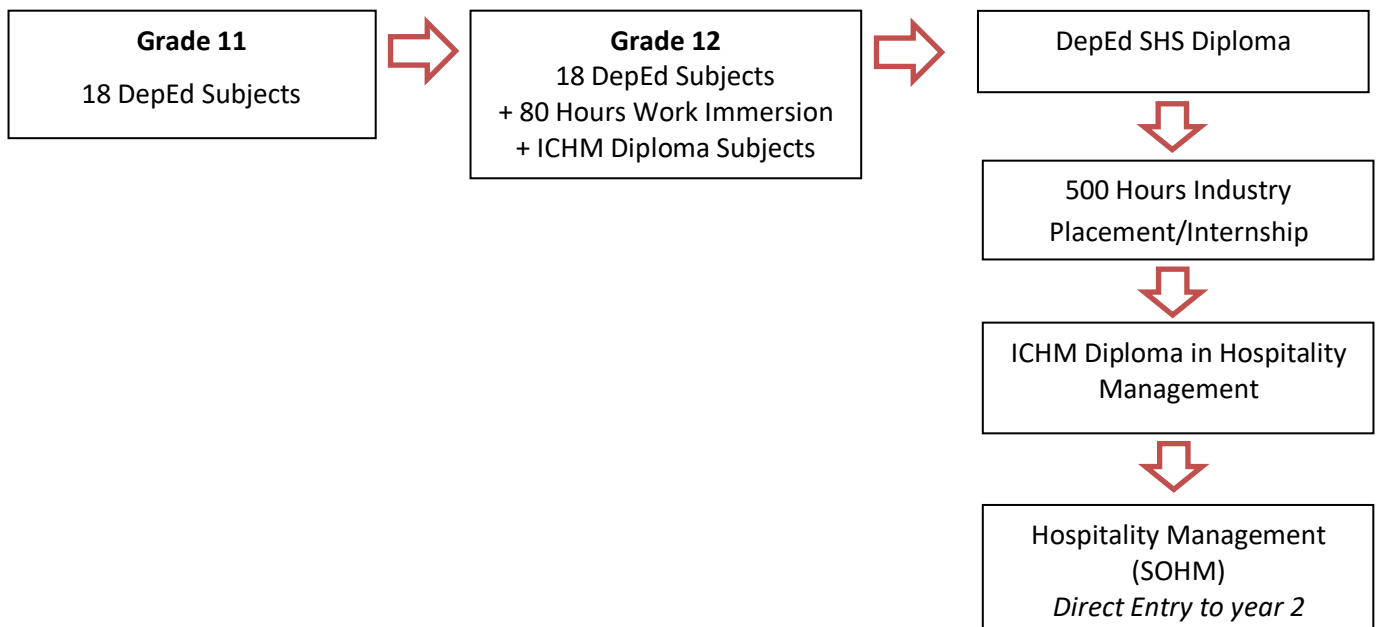 Grade 11
18 DepEd Subjects
Grade 12
18 DepEd Subjects
+ 80 Hours Work Immersion
+ ICHM Diploma Subjects
DepEd SHS Diploma
500 Hours Industry
Placement/Internship
ICHM Diploma in Hospitality
Management
Hospitality Management
(SOHM)
Direct Entry to year 2